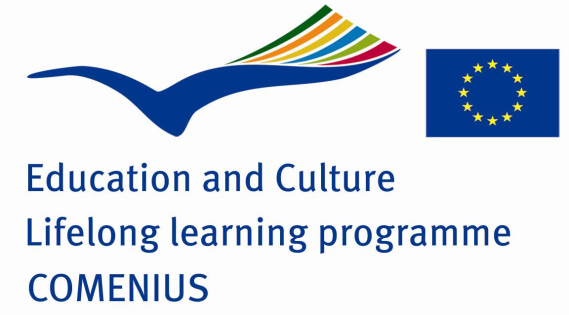 Education and Culture
Lifelong learning programme
COMENIUS